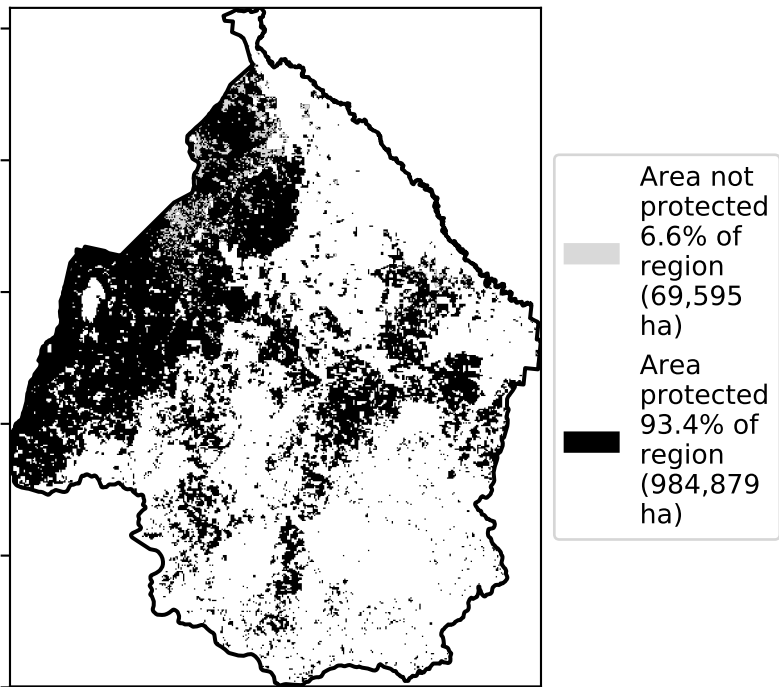 Area not
protected
6.6% of
region
(69,595
ha)
Area
protected
93.4% of
region
(984,879
ha)